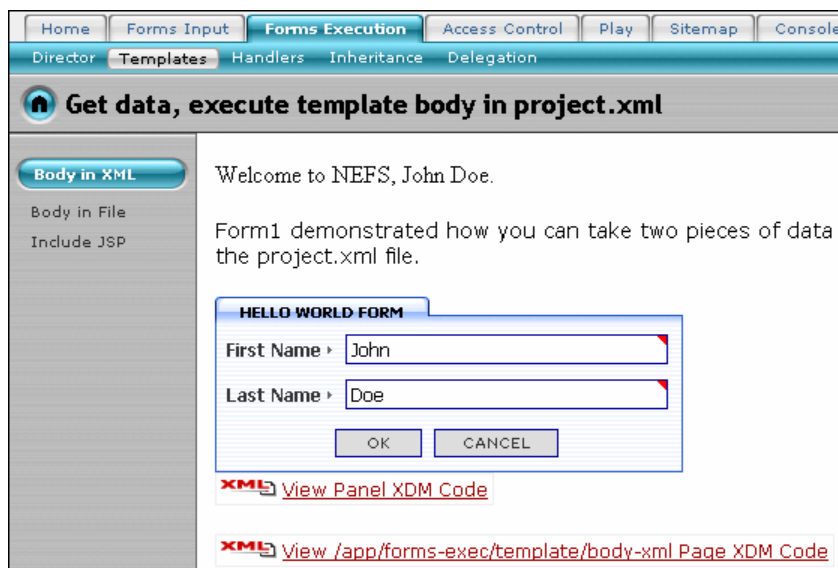 Home Forms Input Forms Execution Access Control Play Sitemap Console
Director Templates Handlers Inheritance Delegation
Get data, execute template body in project.xml
Body in XML
Body in File
Include JSP
Welcome to NEFS, John Doe.
Form1 demonstrated how you can take two pieces of data
the project.xml file.
HELLO WORLD FORM
First Name John
Last Name Doe
OK CANCEL
XML View Panel XDM Code
XML View /app/forms-exec/template/body-xml Page XDM Code